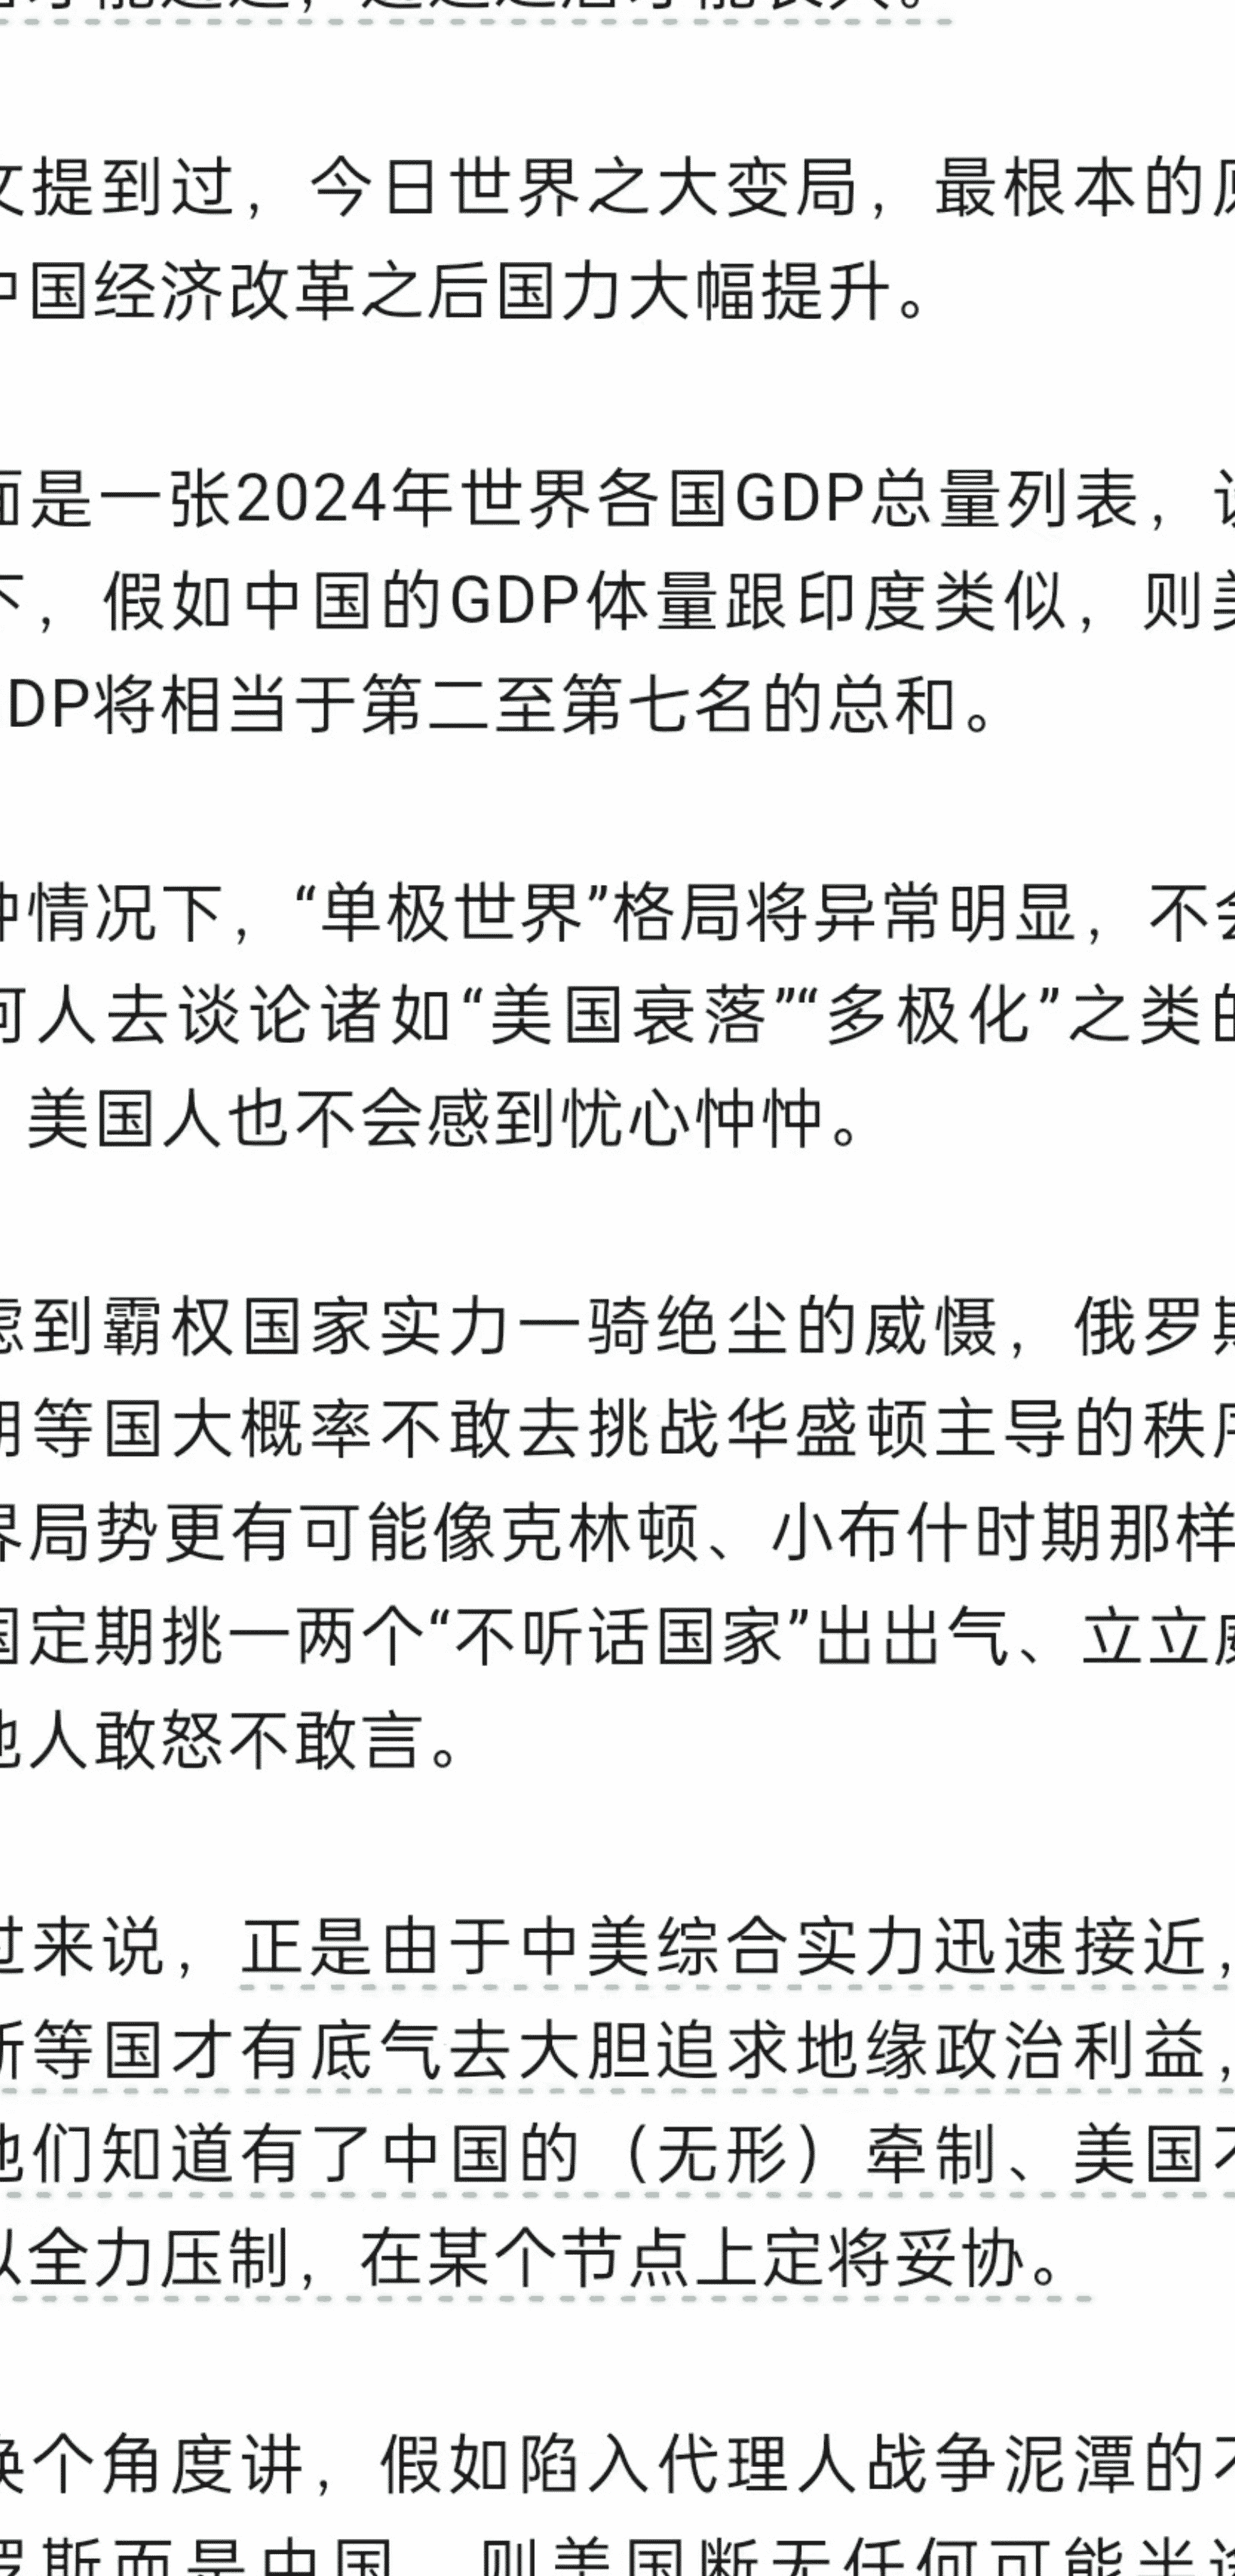 提到过，今日世界之大变局，最根本的
国经济改革之后国力大幅提升。
是一张2024年世界各国GDP总量列表，
，假如中国的GDP体量跟印度类似，则
DP将相当于第二至第七名的总和。
情况下，“单极世界”格局将异常明显，不
人去谈论诸如“美国衰落”“多极化”之类
美国人也不会感到忧心忡忡。
到霸权国家实力一骑绝尘的威慑，俄罗
等国大概率不敢去挑战华盛顿主导的秩
局势更有可能像克林顿、小布什时期那样
定期挑一两个“不听话国家”出出气、立立
人敢怒不敢言。
来说，正是由于中美综合实力迅速接近，
等国才有底气去大胆追求地缘政治利益，
们知道有了中国的（无形）牵制、美国
全力压制，在某个节点上定将妥协。
个角度讲，假如陷入代理人战争泥潭的
斯而是中国，则美国断无任何可能半